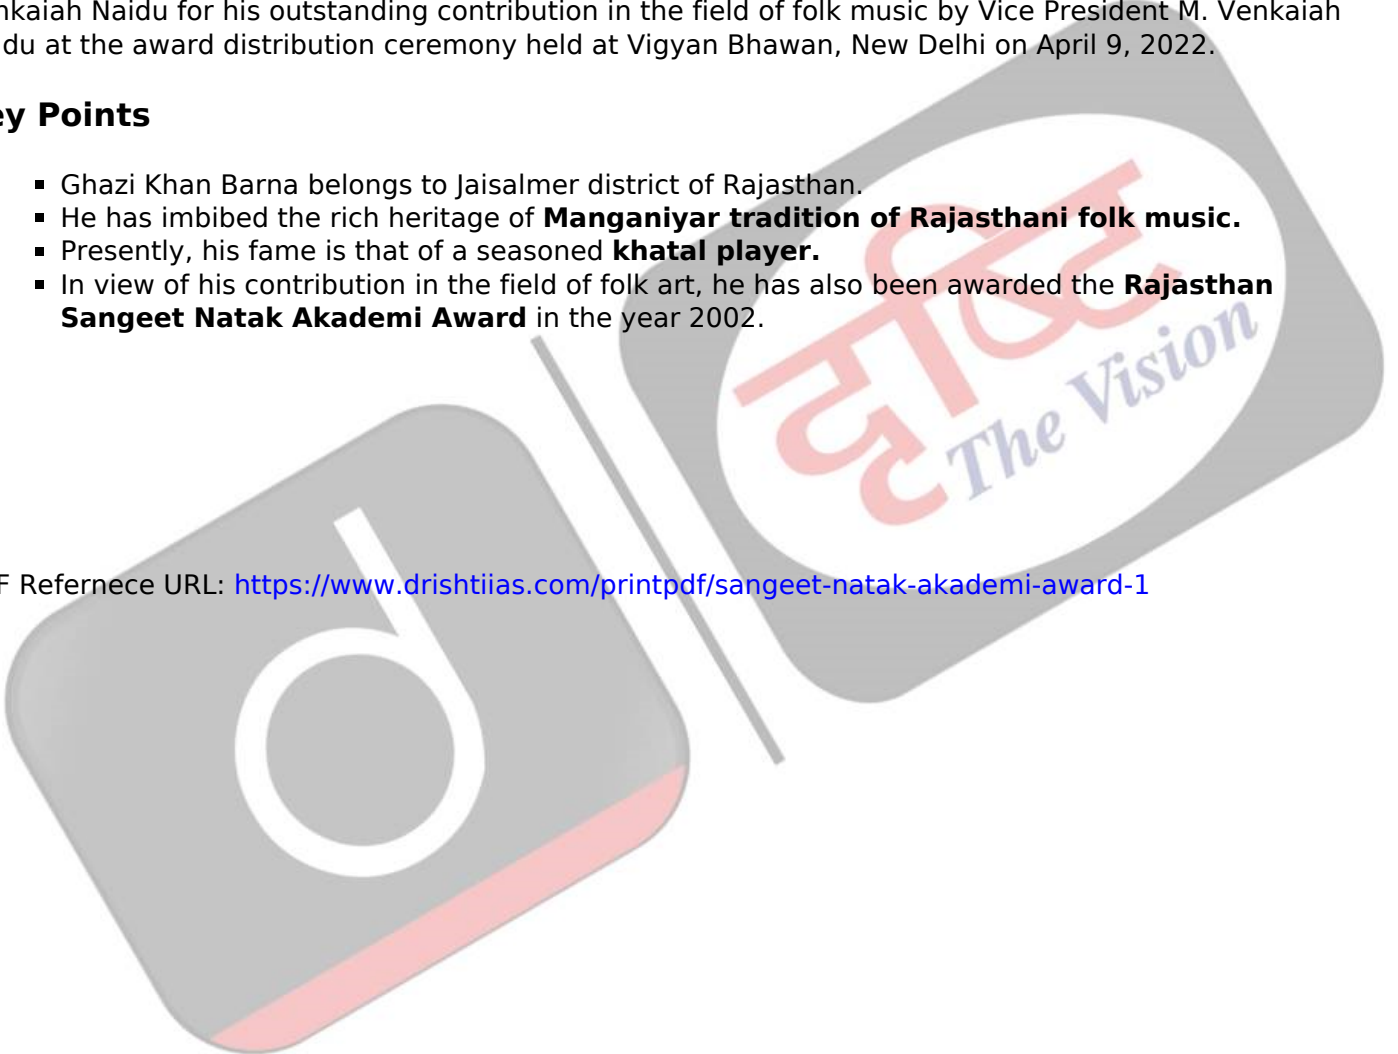 nkaiah Naidu for his outstanding contribution in the field of folk music by Vice President M. Venkaiah
du at the award distribution ceremony held at Vigyan Bhawan, New Delhi on April 9, 2022.
ey Points
▪ Ghazi Khan Barna belongs to Jaisalmer district of Rajasthan.
▪ He has imbibed the rich heritage of Manganiyar tradition of Rajasthani folk music.
▪ Presently, his fame is that of a seasoned khatal player.
▪ In view of his contribution in the field of folk art, he has also been awarded the Rajasthan
Sangeet Natak Akademi Award in the year 2002.
दृष्टि
The Vision
F Refernece URL: https://www.drishtiias.com/printpdf/sangeet-natak-akademi-award-1
d